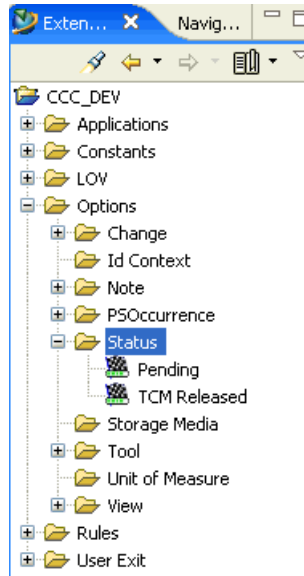 Exten... Navig...
CCC_DEV
Applications
Constants
LOV
Options
Change
Id Context
Note
PSOccurrence
Status
Pending
TCM Released
Storage Media
Tool
Unit of Measure
View
Rules
User Exit